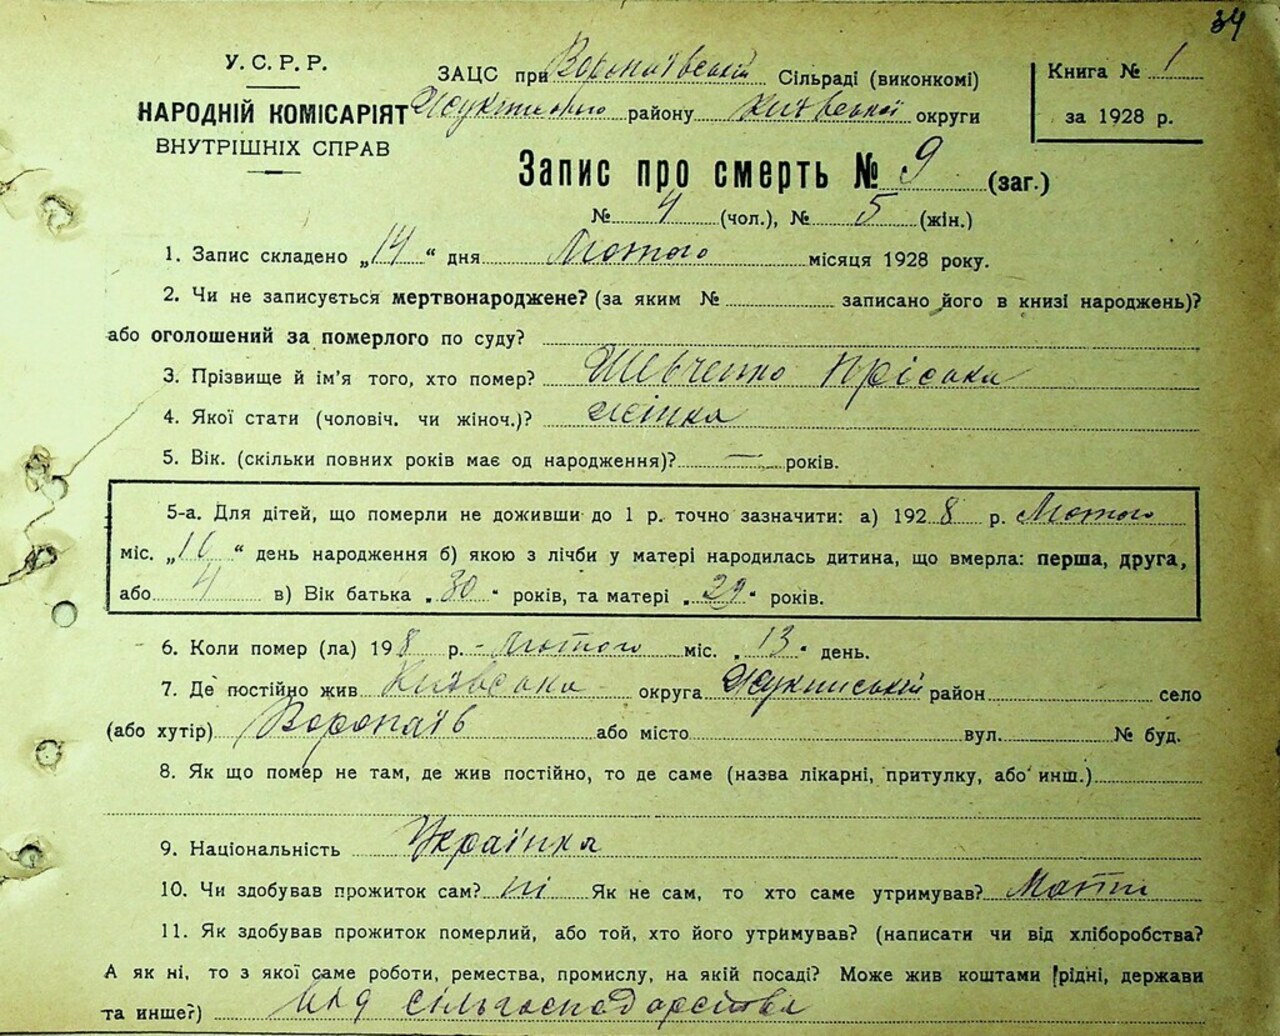 34
У. С. Р. Р.
НАРОДНІЙ КОМІСАРІЯТ
ВНУТРІШНІХ СПРАВ
ЗАЦС при Воропаївській Сільраді (виконкомі)
району Київської округи
Книга № 1
за 1928 р.
Запис про смерть № 9 (заг.)
№ 4 (чол.), № 5 (жін.)
1. Запис складено „14“ дня Лютого місяця 1928 року.
2. Чи не записується мертвонароджене? (за яким № записано його в книзі народжень)?
або оголошений за померлого по суду?
3. Прізвище й ім'я того, хто помер? Шевченко Пріська
4. Якої стати (чоловіч. чи жіноч.)? жінка
5. Вік. (скільки повних років має од народження)? — років.
5-а. Для дітей, що померли не доживши до 1 р. точно зазначити: а) 1928 р. Лютого
міс. „10“ день народження б) якою з лічби у матері народилась дитина, що вмерла: перша, друга,
або 4 в) Вік батька „30“ років, та матері „29“ років.
6. Коли помер (ла) 198 р. - Лютого міс. „13“ день.
7. Де постійно жив Київська округа Жукинській район село
(або хутір) Воропаїв або місто вул. № буд.
8. Як що помер не там, де жив постійно, то де саме (назва лікарні, притулку, або инш.)
9. Національність Українка
10. Чи здобував прожиток сам? ні Як не сам, то хто саме утримував? Мати
11. Як здобував прожиток померлий, або той, хто його утримував? (написати чи від хліборобства?
А як ні, то з якої саме роботи, ремества, промислу, на якій посаді? Може жив коштами рідні, держави
та инше?) від сільгосподарства